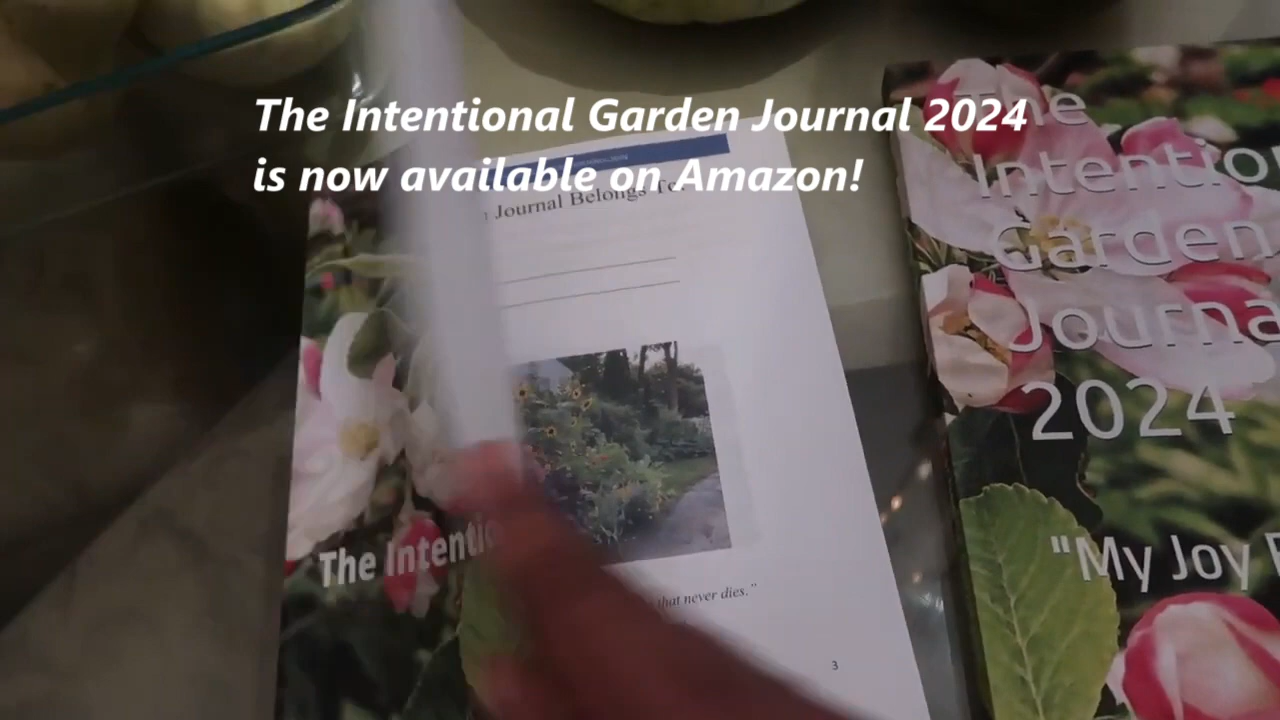 The Intentional Garden Journal 2024
is now available on Amazon!
Journal Belongs To:
that never dies."
3
The Intentio
The
Intentio
Garden
Journa
2024
"My Joy